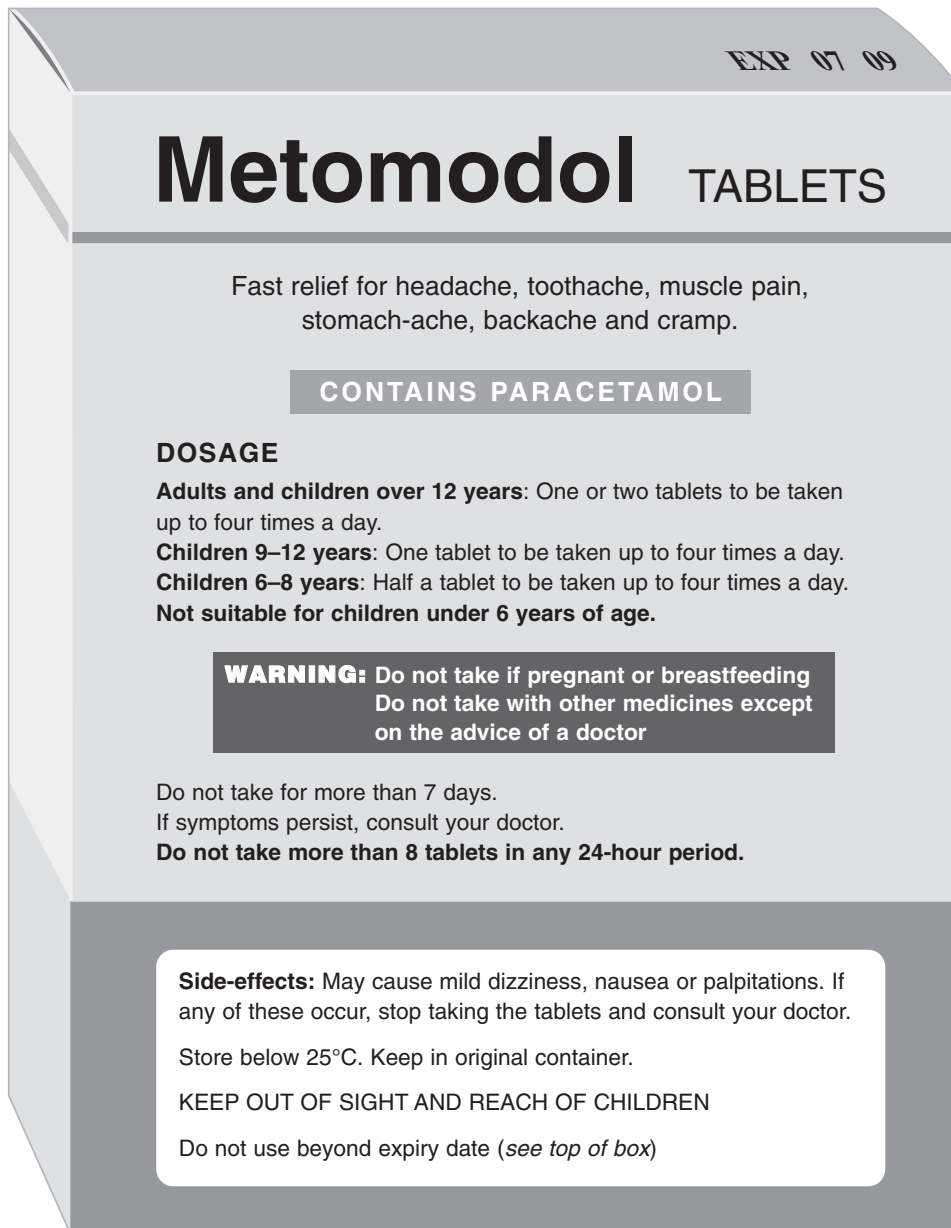 EXP 07 09
Metomodol TABLETS
Fast relief for headache, toothache, muscle pain,
stomach-ache, backache and cramp.
CONTAINS PARACETAMOL
DOSAGE
Adults and children over 12 years: One or two tablets to be taken
up to four times a day.
Children 9–12 years: One tablet to be taken up to four times a day.
Children 6–8 years: Half a tablet to be taken up to four times a day.
Not suitable for children under 6 years of age.
WARNING: Do not take if pregnant or breastfeeding
Do not take with other medicines except
on the advice of a doctor
Do not take for more than 7 days.
If symptoms persist, consult your doctor.
Do not take more than 8 tablets in any 24-hour period.
Side-effects: May cause mild dizziness, nausea or palpitations. If
any of these occur, stop taking the tablets and consult your doctor.
Store below 25°C. Keep in original container.
KEEP OUT OF SIGHT AND REACH OF CHILDREN
Do not use beyond expiry date (see top of box)